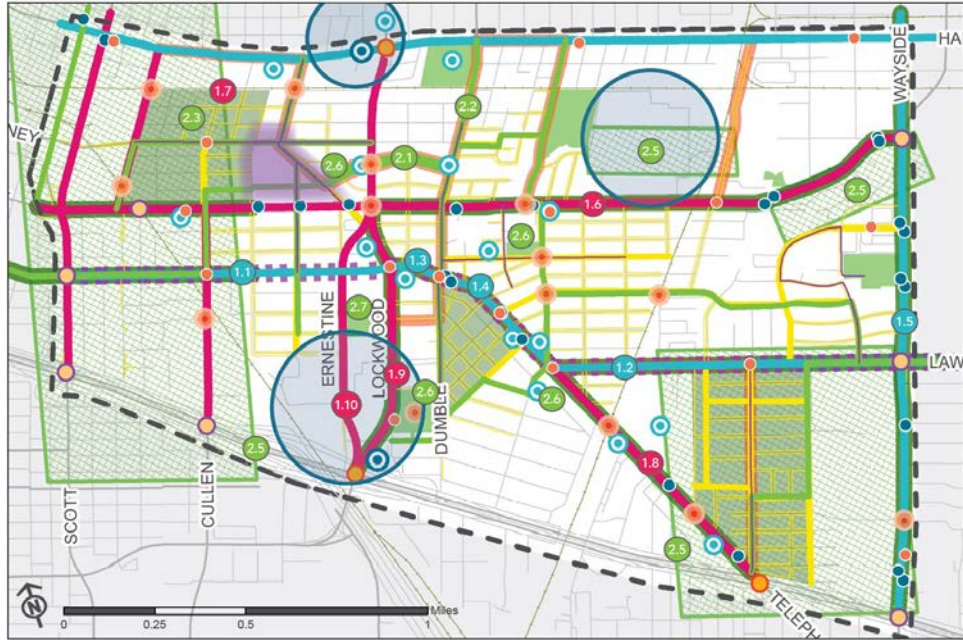 HA
WAYSIDE
1.7
2.2
2.3
NEY
2.6
2.1
2.5
2.5
1.6
2.6
1.1
1.3
1.4
ERNESTINE
LOCKWOOD
2.7
1.5
1.9
1.2
LAW
2.6
2.6
1.10
DUMBLE
2.5
1.8
SCOTT
CULLEN
2.5
TELEPH
N
Miles
0 0.25 0.5 1